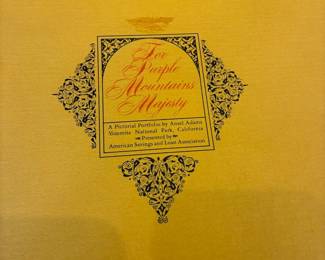 For
Purple
Mountains
Majesty
A Pictorial Portfolio by Ansel Adams
Yosemite National Park, California
Presented by
American Savings and Loan Association